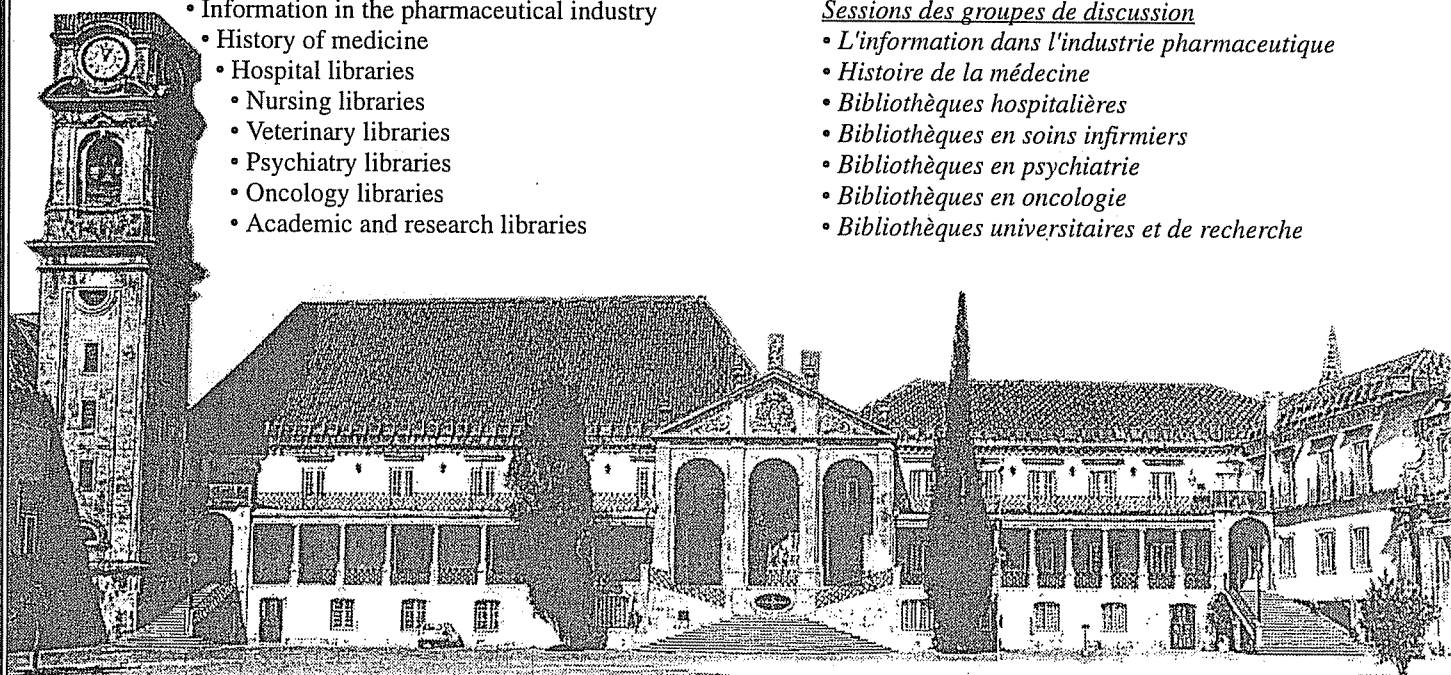 • Information in the pharmaceutical industry
• History of medicine
• Hospital libraries
• Nursing libraries
• Veterinary libraries
• Psychiatry libraries
• Oncology libraries
• Academic and research libraries
Sessions des groupes de discussion
• L'information dans l'industrie pharmaceutique
• Histoire de la médecine
• Bibliothèques hospitalières
• Bibliothèques en soins infirmiers
• Bibliothèques en psychiatrie
• Bibliothèques en oncologie
• Bibliothèques universitaires et de recherche